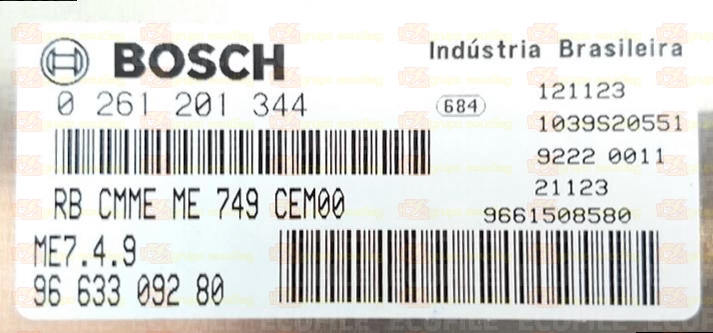 BOSCH
Indústria Brasileira
0 261 201 344
684
121123
1039S20551
9222 0011
21123
9661508580
RB CMME ME 749 CEM00
ME7.4.9
96 633 092 80